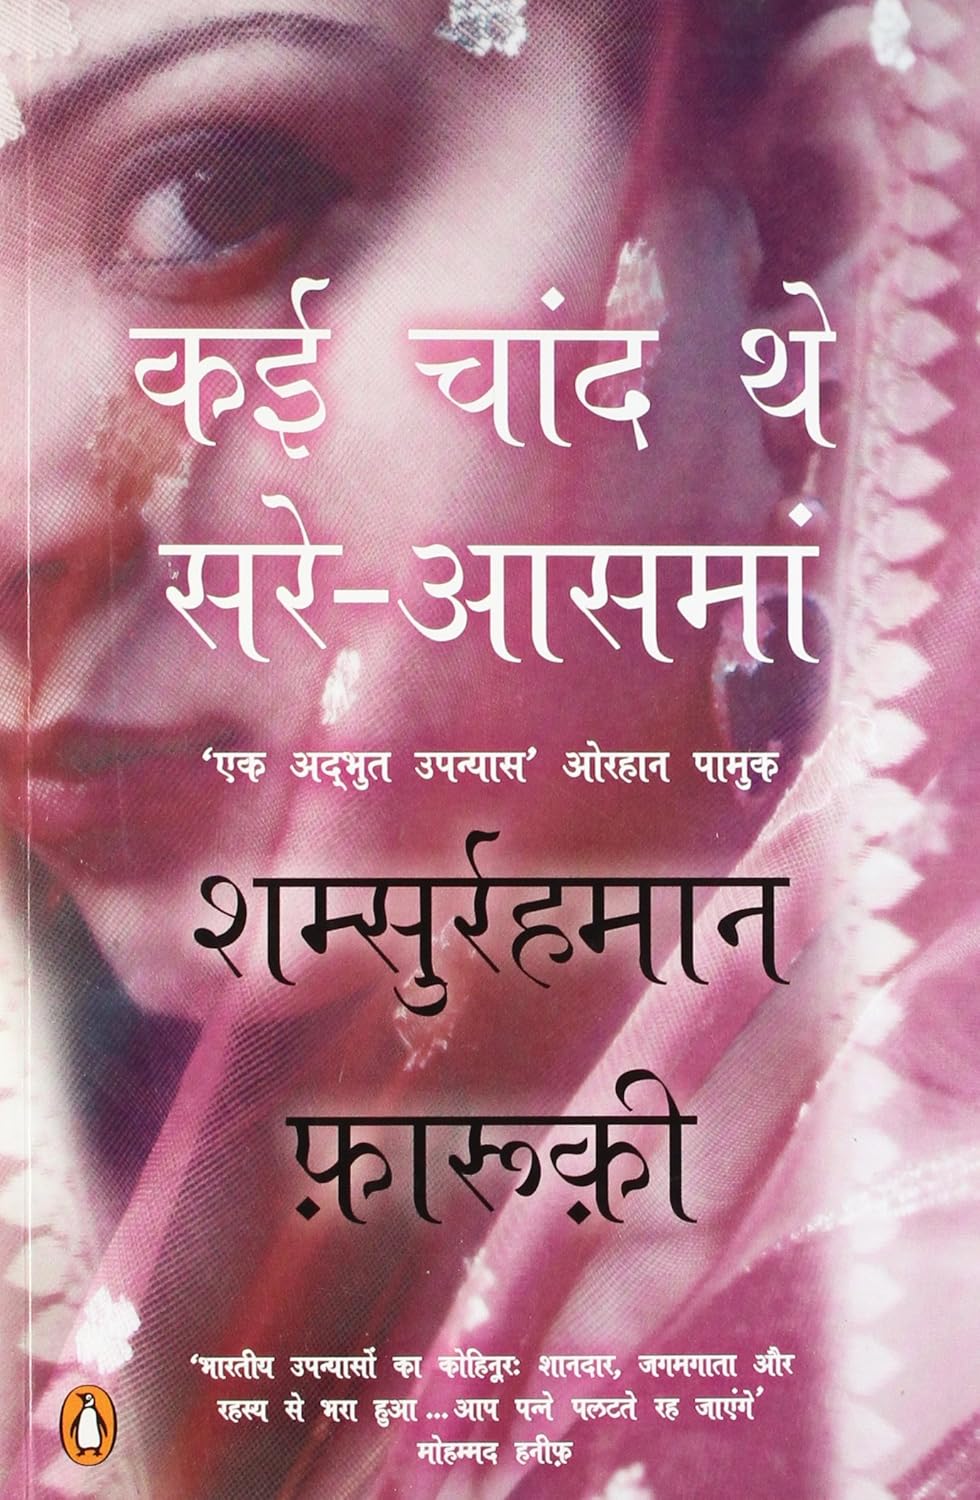 कई चांद थे
सरे-आसमां
‘एक अद्भुत उपन्यास’ ओरहान पामुक
शम्सुर्रहमान
फ़ारूक़ी
‘भारतीय उपन्यासों का कोहिनूर: शानदार, जगमगाता और
रहस्य से भरा हुआ ... आप पन्ने पलटते रह जाएंगे’
मोहम्मद हनीफ़